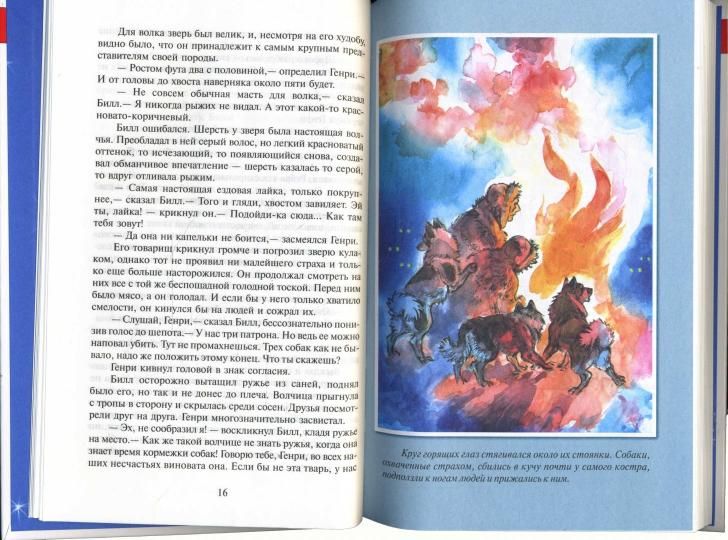 Для волка зверь был велик, и, несмотря на его худобу,
видно было, что он принадлежит к самым крупным пред-
ставителям своей породы.
— Ростом фута два с половиной,— определил Генри.—
И от головы до хвоста наверняка около пяти будет.
— Не совсем обычная масть для волка,— сказал
Билл.— Я никогда рыжих не видал. А этот какой-то крас-
новато-коричневый.
Билл ошибался. Шерсть у зверя была настоящая вол-
чья. Преобладал в ней серый волос, но легкий красноватый
оттенок, то исчезающий, то появляющийся снова, созда-
вал обманчивое впечатление — шерсть казалась то серой,
то вдруг отливала рыжим.
— Самая настоящая ездовая лайка, только покруп-
нее,— сказал Билл.— Того и гляди, хвостом завиляет. Эй
ты, лайка! — крикнул он.— Подойди-ка сюда... Как там
тебя зовут!
— Да она ни капельки не боится,— засмеялся Генри.
Его товарищ крикнул громче и погрозил зверю кула-
ком, однако тот не проявил ни малейшего страха и толь-
ко еще больше насторожился. Он продолжал смотреть на
них все с той же беспощадной голодной тоской. Перед ним
было мясо, а он голодал. И если бы у него только хватило
смелости, он кинулся бы на людей и сожрал их.
— Слушай, Генри,— сказал Билл, бессознательно пони-
зив голос до шепота.— У нас три патрона. Но ведь ее можно
наповал убить. Тут не промахнешься. Трех собак как не бы-
вало, надо же положить этому конец. Что ты скажешь?
Генри кивнул головой в знак согласия.
Билл осторожно вытащил ружье из саней, поднял
было его, но так и не донес до плеча. Волчица прыгнула
с тропы в сторону и скрылась среди сосен. Друзья посмот-
рели друг на друга. Генри многозначительно засвистал.
— Эх, не сообразил я! — воскликнул Билл, кладя ружье
на место.— Как же такой волчице не знать ружья, когда она
знает время кормежки собак! Говорю тебе, Генри, во всех на-
ших несчастьях виновата она. Если бы не эта тварь, у нас
16
Круг горящих глаз стягивался около их стоянки. Собаки,
охваченные страхом, сбились в кучу почти у самого костра,
подползли к ногам людей и прижались к ним.